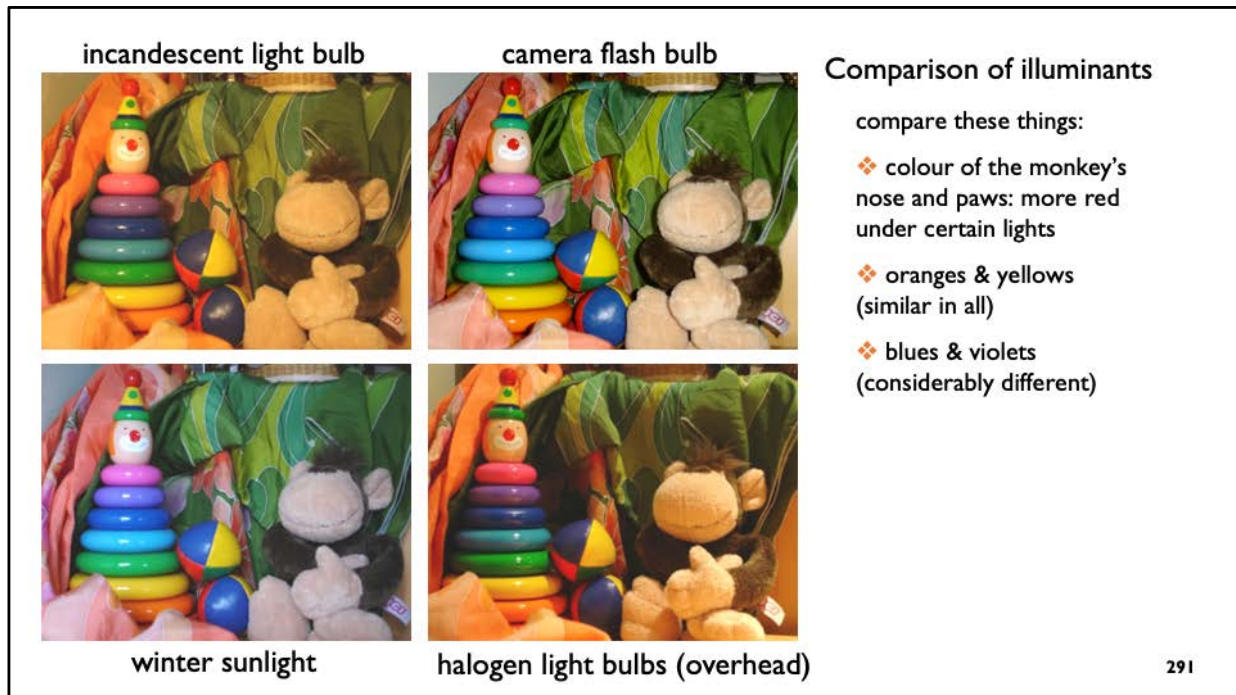 incandescent light bulb
camera flash bulb
winter sunlight
halogen light bulbs (overhead)
Comparison of illuminants
compare these things:
❖ colour of the monkey's
nose and paws: more red
under certain lights
❖ oranges & yellows
(similar in all)
❖ blues & violets
(considerably different)
291